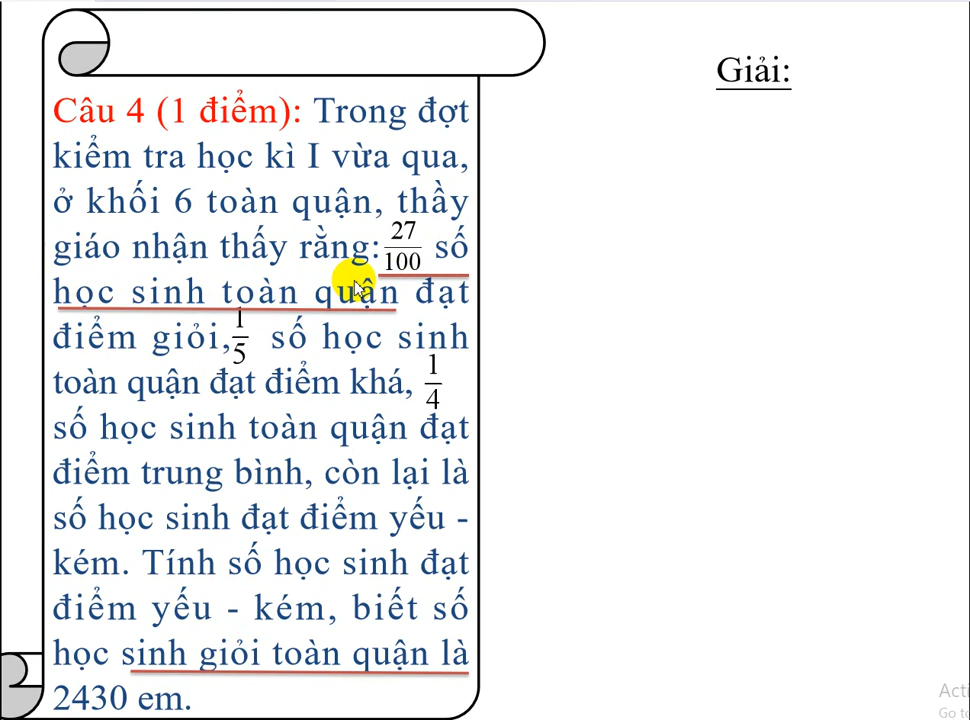 Giải:
Câu 4 (1 điểm): Trong đợt
kiểm tra học kì I vừa qua,
ở khối 6 toàn quận, thầy
giáo nhận thấy rằng: 27/100 số
học sinh toàn quận đạt
điểm giỏi, 1/5 số học sinh
toàn quận đạt điểm khá, 1/4
số học sinh toàn quận đạt
điểm trung bình, còn lại là
số học sinh đạt điểm yếu -
kém. Tính số học sinh đạt
điểm yếu - kém, biết số
học sinh giỏi toàn quận là
2430 em.
Acti
Go to